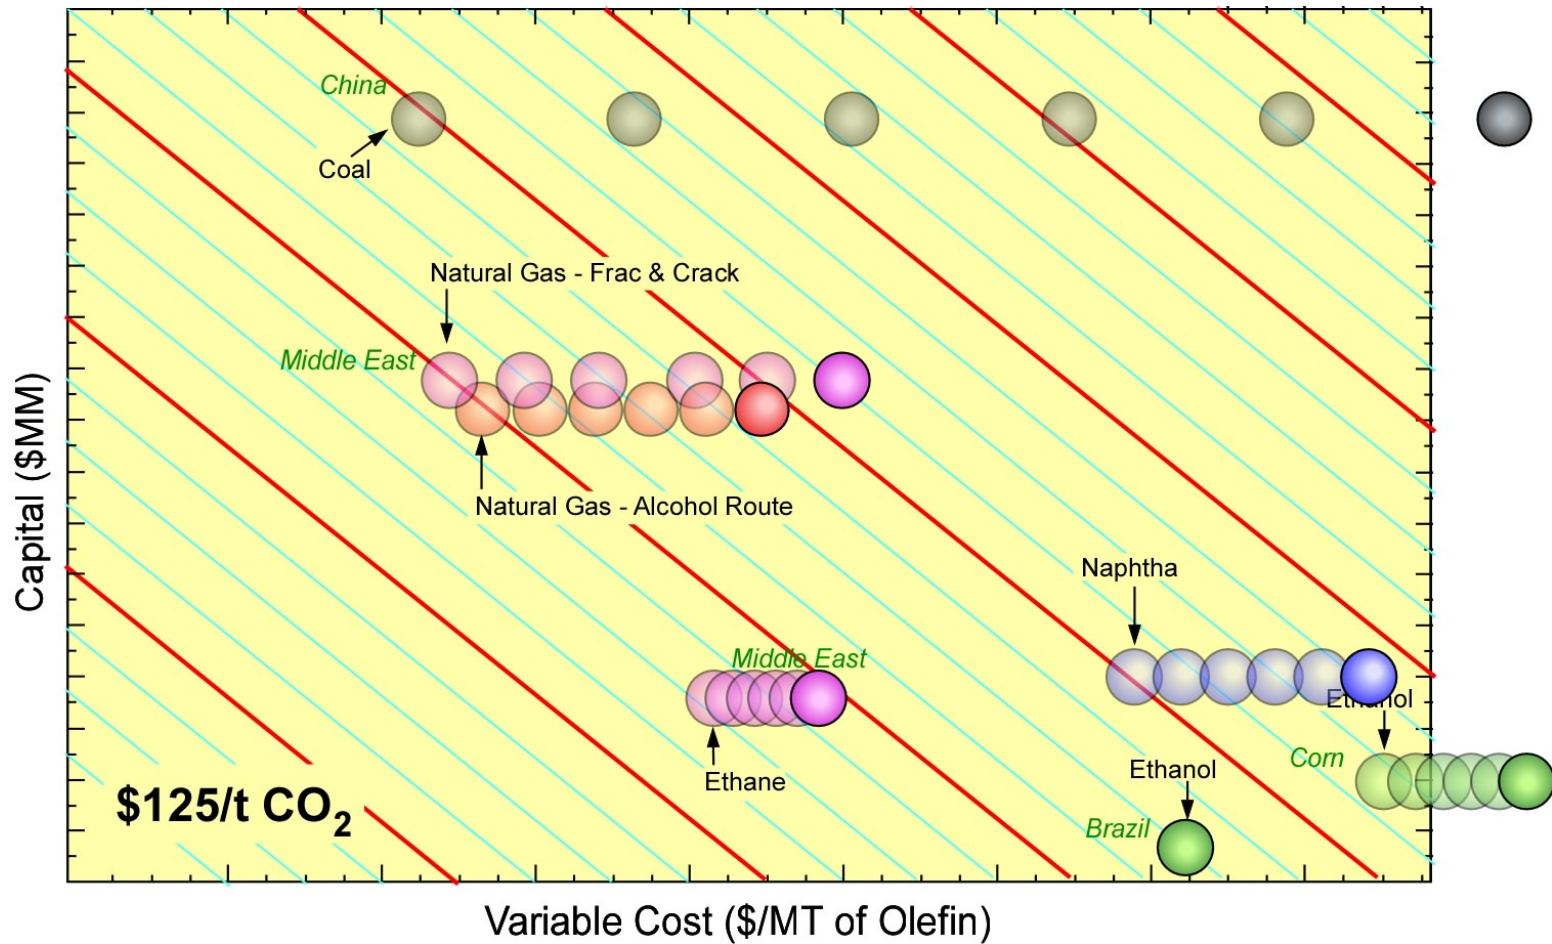 China
Coal
Natural Gas - Frac & Crack
Middle East
Natural Gas - Alcohol Route
Naphtha
Middle East
Ethanol
Corn
Ethanol
Ethane
Brazil
$125/t CO2
Capital ($MM)
Variable Cost ($/MT of Olefin)